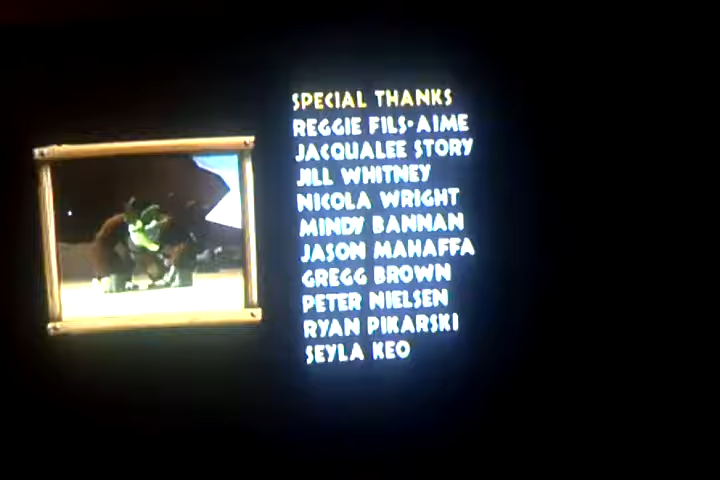 SPECIAL THANKS
REGGIE FILS-AIME
JACQUALEE STORY
JILL WHITNEY
NICOLA WRIGHT
MINDY BANNAN
JASON MAHAFFA
GREGG BROWN
PETER NIELSEN
RYAN PIKARSKI
SEYLA KEO